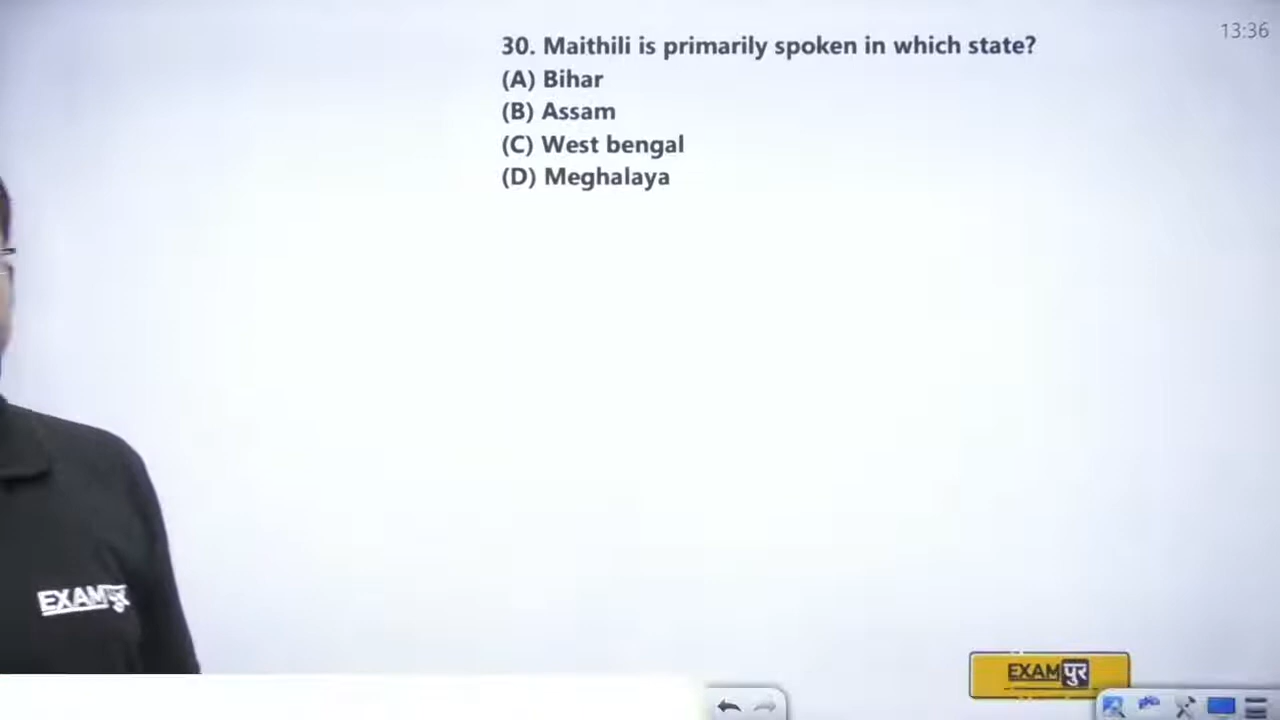 13:36
30. Maithili is primarily spoken in which state?
(A) Bihar
(B) Assam
(C) West bengal
(D) Meghalaya
EXAMपुर
EXAMपुर